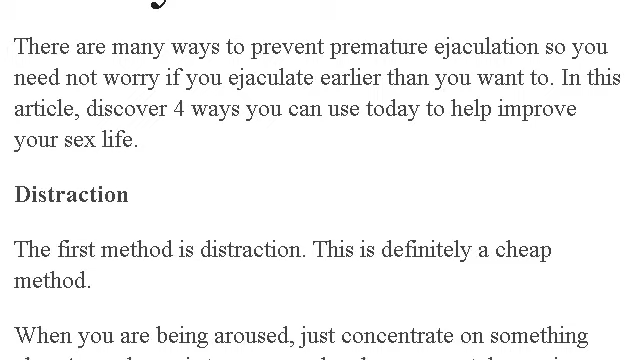 There are many ways to prevent premature ejaculation so you
need not worry if you ejaculate earlier than you want to. In this
article, discover 4 ways you can use today to help improve
your sex life.
Distraction
The first method is distraction. This is definitely a cheap
method.
When you are being aroused, just concentrate on something